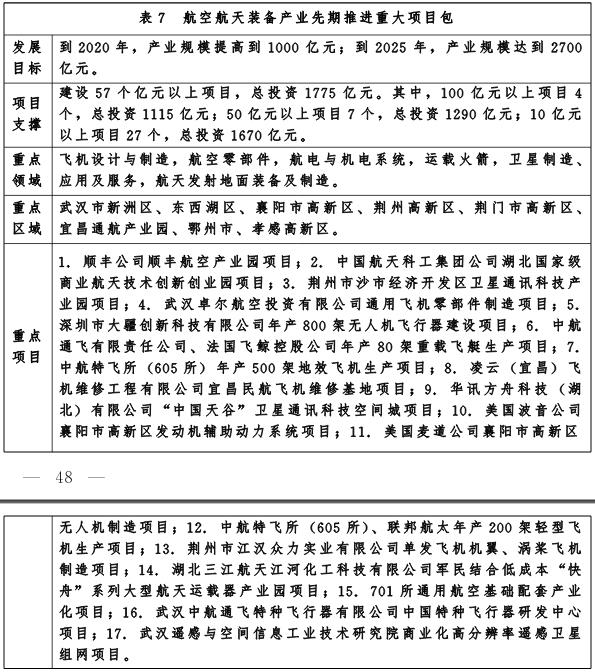 表 7 航空航天装备产业先期推进重大项目包
发展
目标
到 2020 年，产业规模提高到 1000 亿元；到 2025 年，产业规模达到 2700
亿元。
项目
支撑
建设 57 个亿元以上项目，总投资 1775 亿元。其中，100 亿元以上项目 4
个，总投资 1115 亿元；50 亿元以上项目 7 个，总投资 1290 亿元；10 亿元
以上项目 27 个，总投资 1670 亿元。
重点
领域
飞机设计与制造，航空零部件，航电与机电系统，运载火箭，卫星制造、
应用及服务，航天发射地面装备及制造。
重点
区域
武汉市新洲区、东西湖区、襄阳市高新区、荆州高新区、荆门市高新区、
宜昌通航产业园、鄂州市、孝感高新区。
重点
项目
1. 顺丰公司顺丰航空产业园项目；2. 中国航天科工集团公司湖北国家级
商业航天技术创新创业园项目；3. 荆州市沙市经济开发区卫星通讯科技产
业园项目；4. 武汉卓尔航空投资有限公司通用飞机零部件制造项目；5.
深圳市大疆创新科技有限公司年产 800 架无人机飞行器建设项目；6. 中航
通飞有限责任公司、法国飞鲸控股公司年产 80 架重载飞艇生产项目；7.
中航特飞所（605 所）年产 500 架地效飞机生产项目；8. 凌云（宜昌）飞
机维修工程有限公司宜昌民航飞机维修基地项目；9. 华讯方舟科技（湖
北）有限公司“中国天谷”卫星通讯科技空间城项目；10. 美国波音公司
襄阳市高新区发动机辅助动力系统项目；11. 美国麦道公司襄阳市高新区
— 48 —
无人机制造项目；12. 中航特飞所（605 所）、联邦航太年产 200 架轻型飞
机生产项目；13. 荆州市江汉众力实业有限公司单发飞机机翼、涡桨飞机
制造项目；14. 湖北三江航天江河化工科技有限公司军民结合低成本“快
舟”系列大型航天运载器产业园项目；15. 701 所通用航空基础配套产业
化项目；16. 武汉中航通飞特种飞行器有限公司中国特种飞行器研发中心
项目；17. 武汉遥感与空间信息工业技术研究院商业化高分辨率遥感卫星
组网项目。